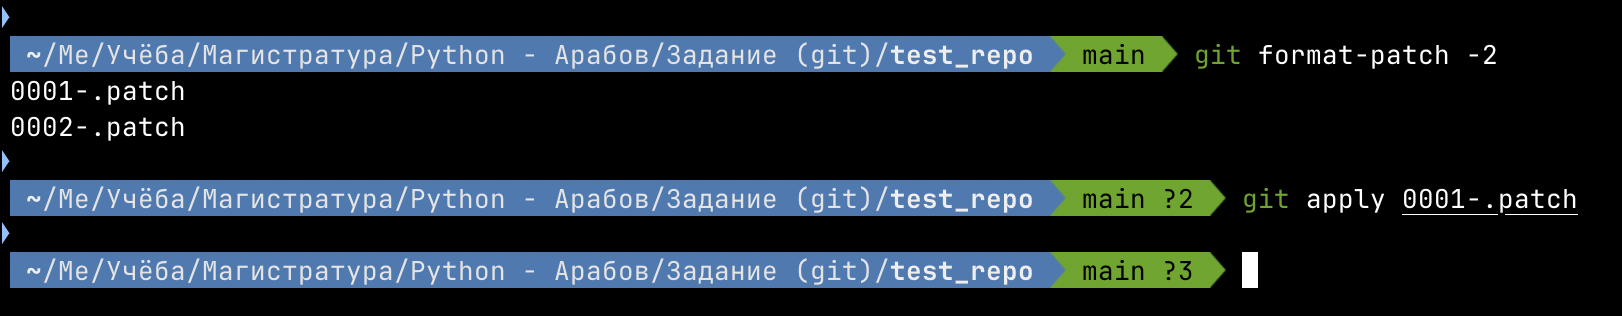 ~/Me/Учёба/Магистратура/Python - Арабов/Задание (git)/test_repo main git format-patch -2
0001-.patch
0002-.patch
~/Me/Учёба/Магистратура/Python - Арабов/Задание (git)/test_repo main ?2 git apply 0001-.patch
~/Me/Учёба/Магистратура/Python - Арабов/Задание (git)/test_repo main ?3